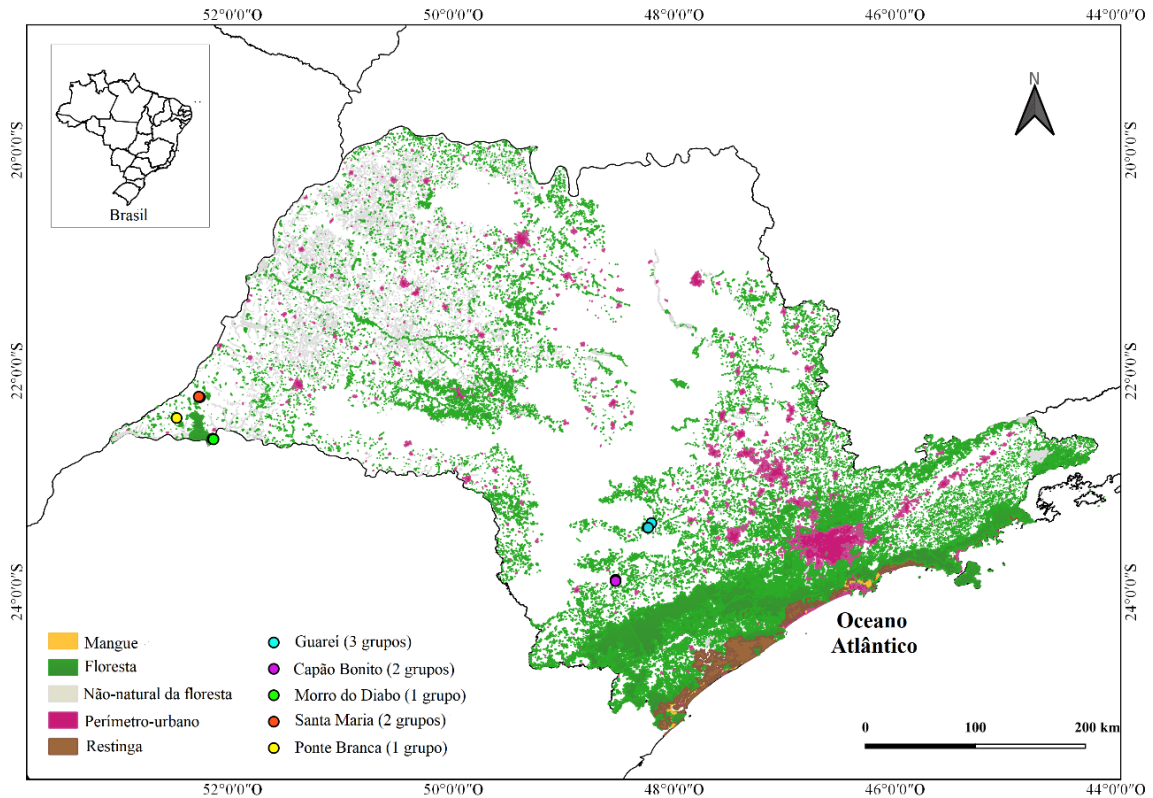 52°0'0"O
50°0'0"O
48°0'0"O
46°0'0"O
44°0'0"O
N
20°0'0"S
20°0'0"S
Brasil
22°0'0"S
22°0'0"S
24°0'0"S
24°0'0"S
Oceano
Atlântico
Mangue
Floresta
Não-natural da floresta
Perímetro-urbano
Restinga
Guareí (3 grupos)
Capão Bonito (2 grupos)
Morro do Diabo (1 grupo)
Santa Maria (2 grupos)
Ponte Branca (1 grupo)
0 100 200 km
52°0'0"O
50°0'0"O
48°0'0"O
46°0'0"O
44°0'0"O